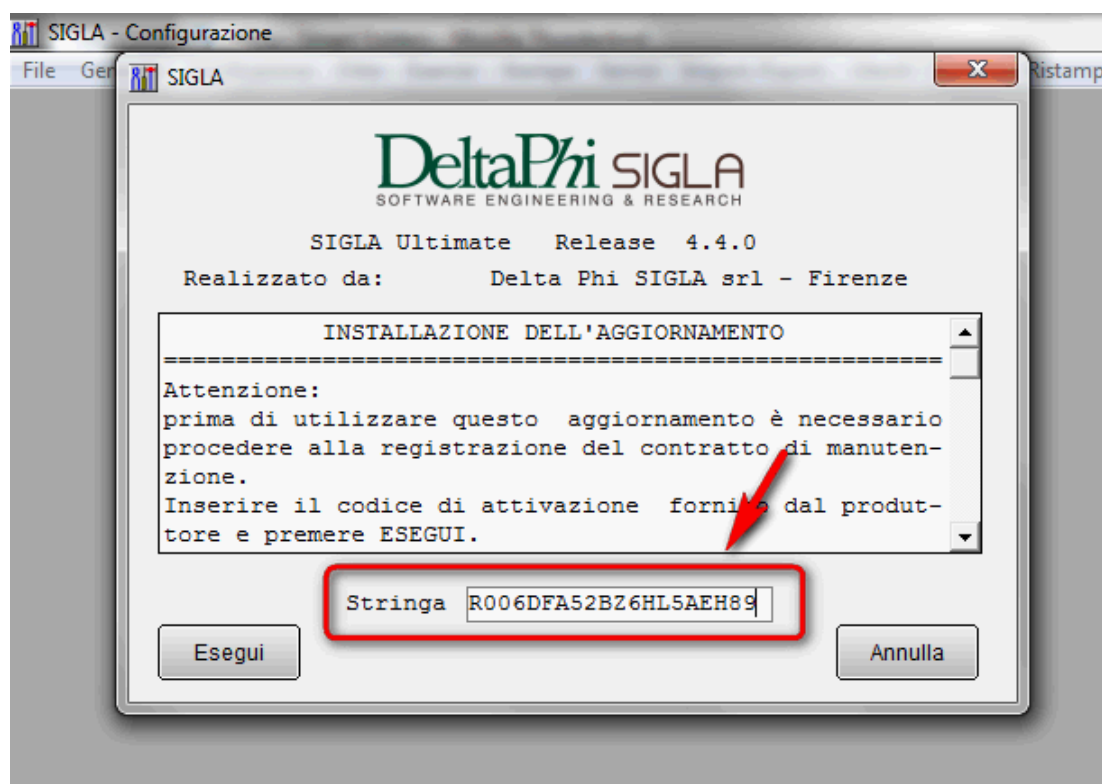 SIGLA - Configurazione
File Ger Ristamp
SIGLA
DeltaPhi SIGLA
SOFTWARE ENGINEERING & RESEARCH
SIGLA Ultimate Release 4.4.0
Realizzato da: Delta Phi SIGLA srl - Firenze
INSTALLAZIONE DELL'AGGIORNAMENTO
======================================================
Attenzione:
prima di utilizzare questo aggiornamento è necessario
procedere alla registrazione del contratto di manuten-
zione.
Inserire il codice di attivazione fornito dal produt-
tore e premere ESEGUI.
Stringa R006DFA52BZ6HL5AEH89
Esegui Annulla